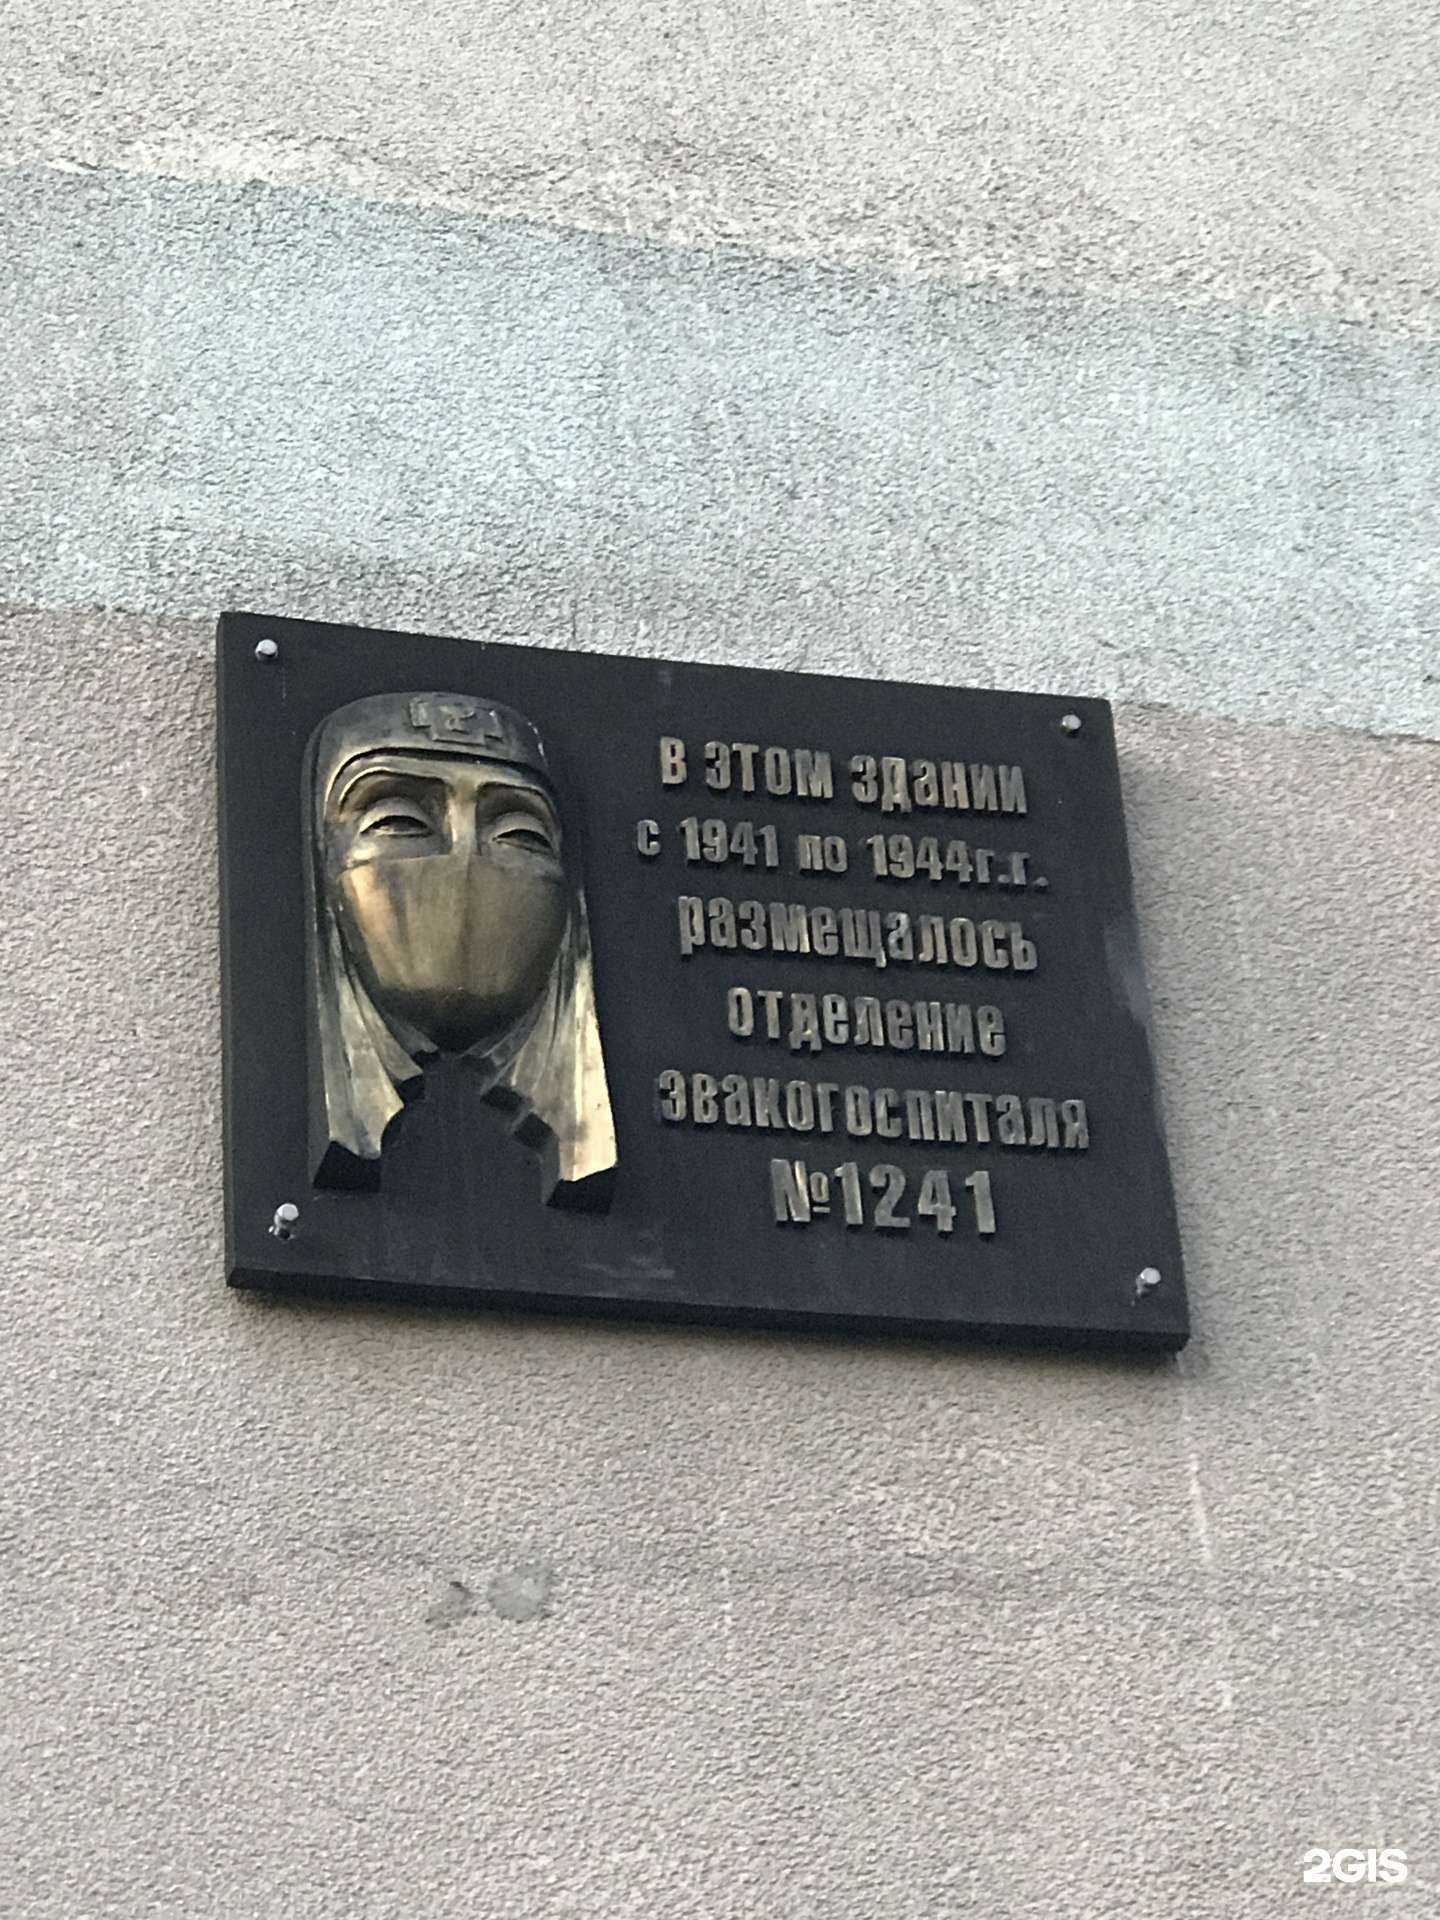 в этом здании
с 1941 по 1944г.г.
размещалось
отделение
эвакогоспиталя
№1241
2GIS